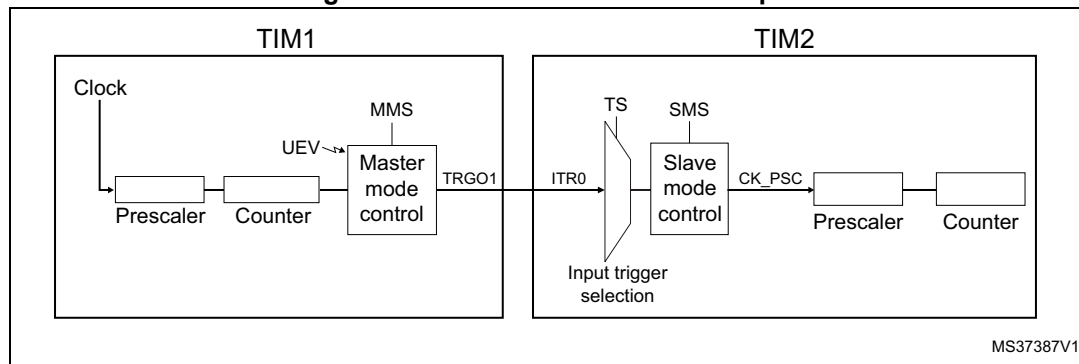 TIM1
TIM2
Clock
MMS
TS
SMS
UEV
Master
mode
control
TRGO1
ITR0
Slave
mode
control
CK_PSC
Prescaler
Counter
Prescaler
Counter
Input trigger
selection
MS37387V1